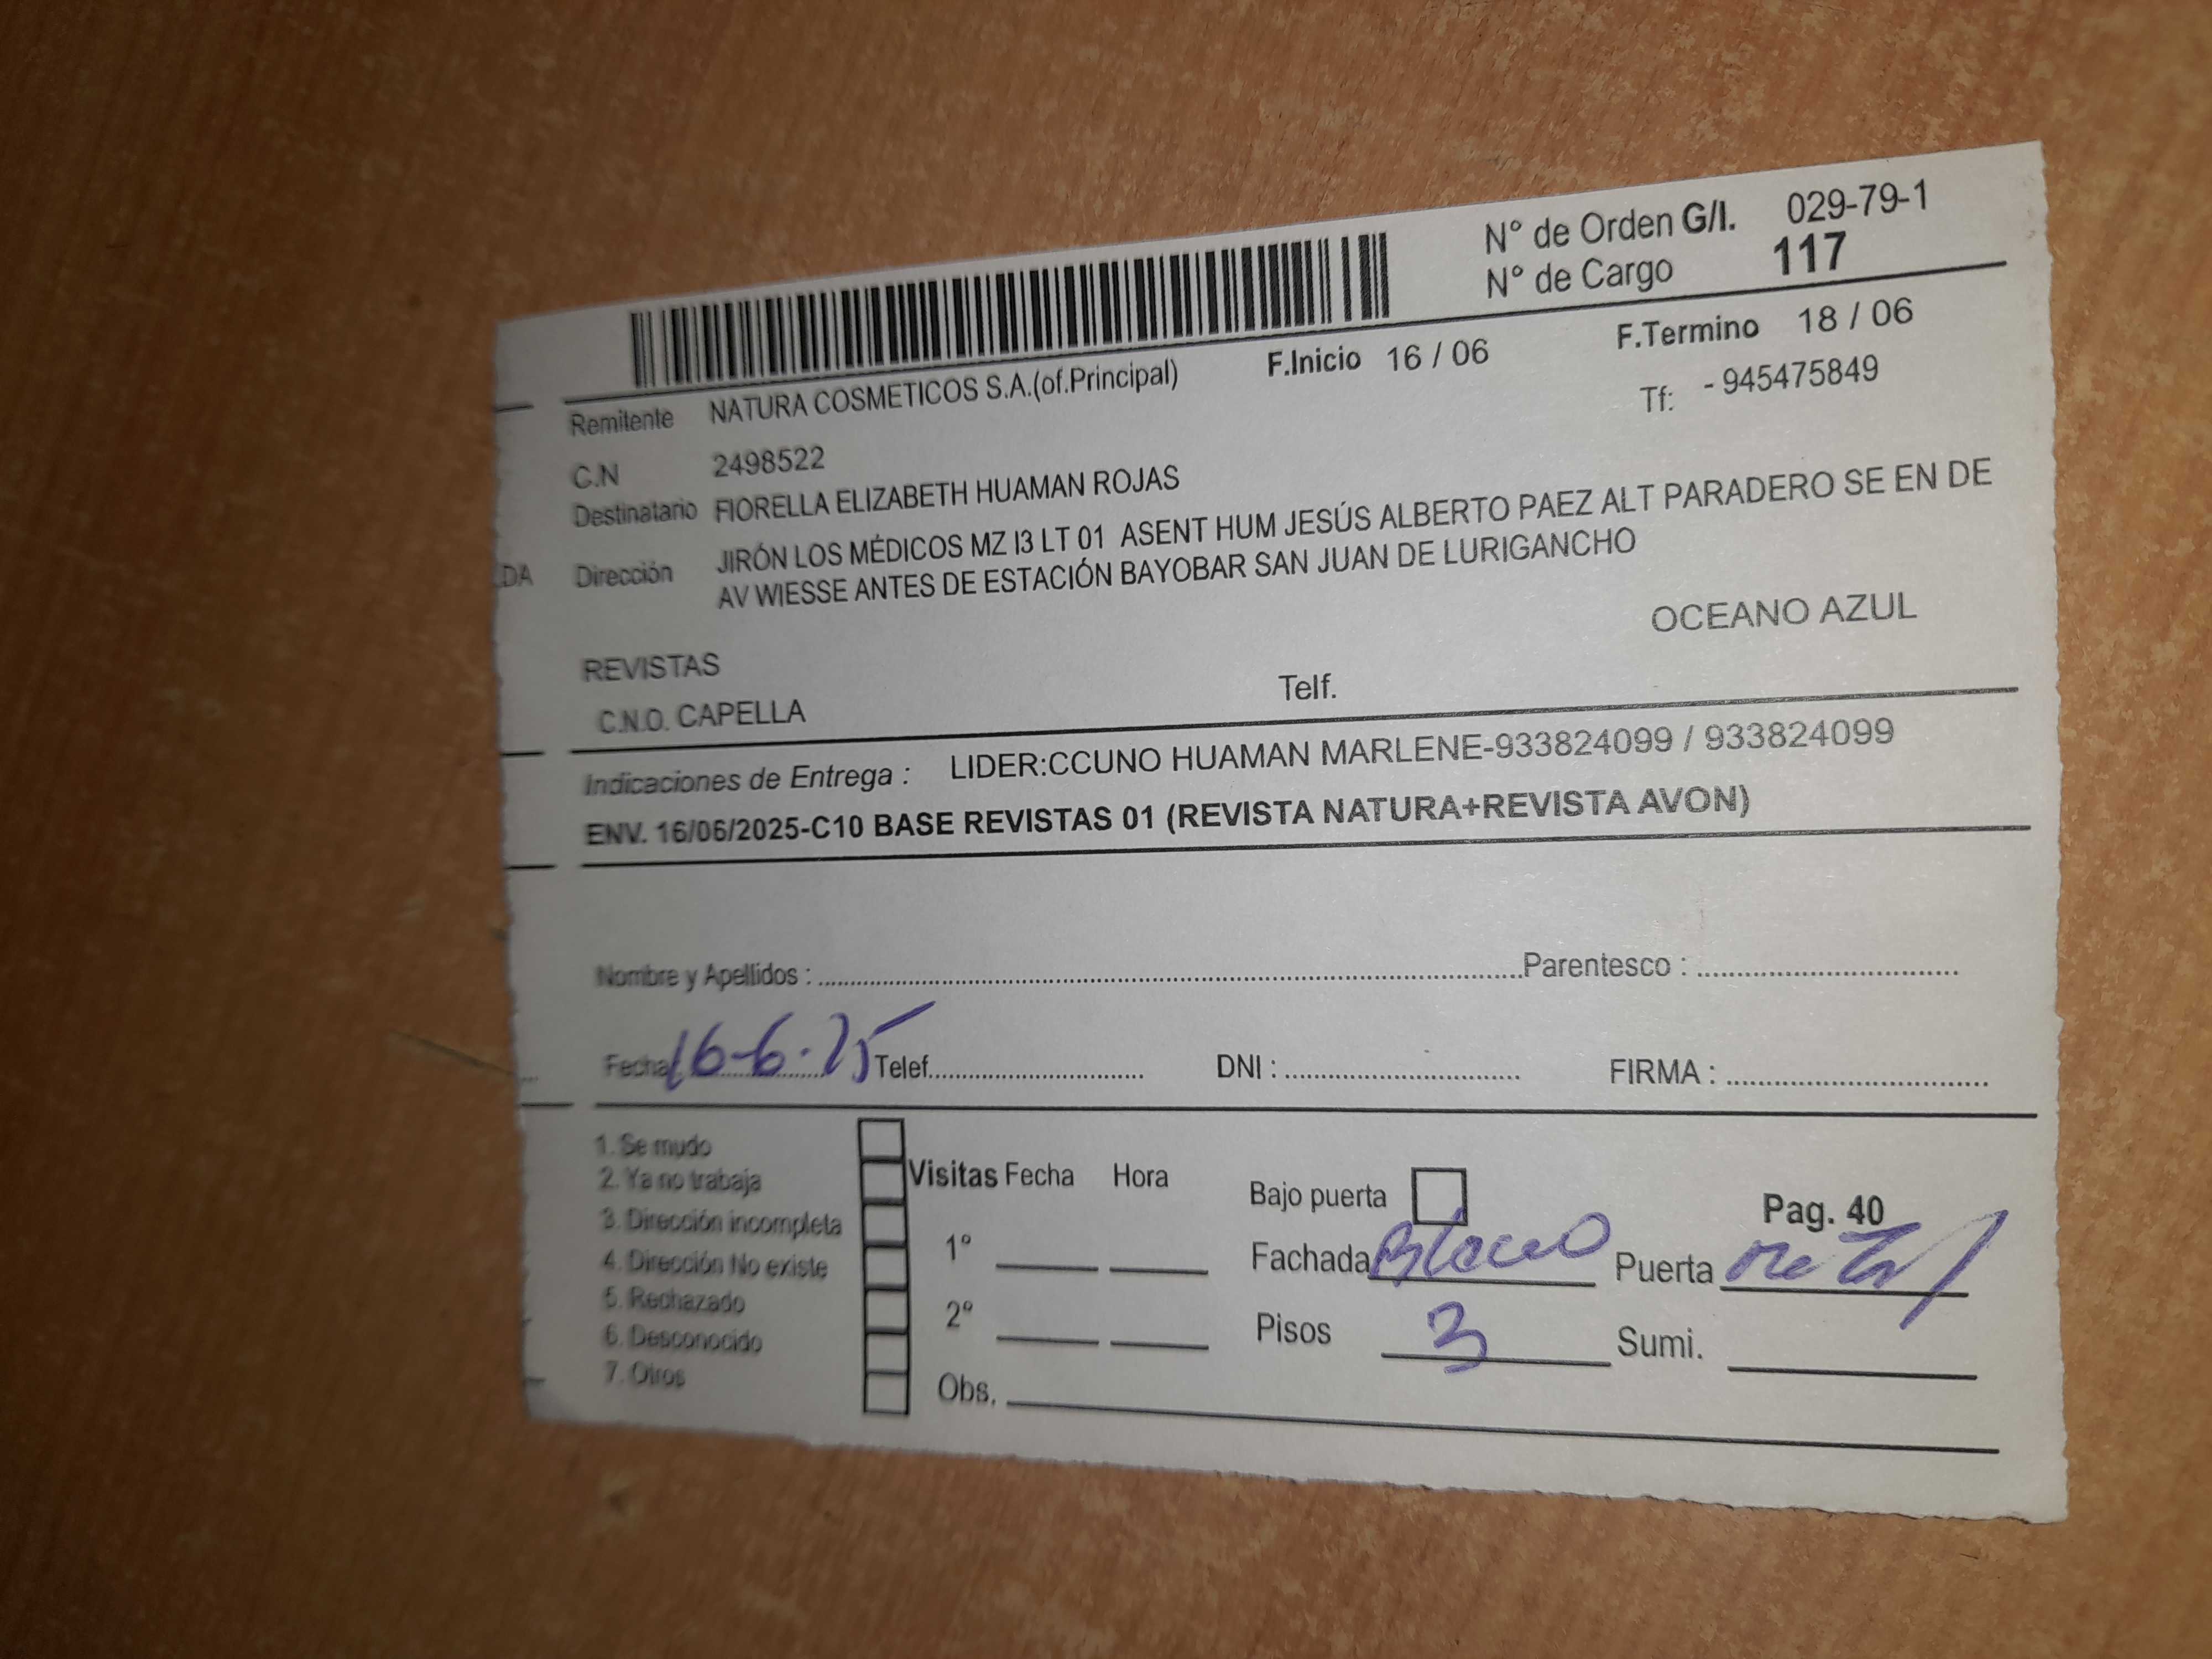 N° de Orden G/I. 029-79-1
N° de Cargo 117
F.Inicio 16 / 06 F.Termino 18 / 06
Remitente NATURA COSMETICOS S.A.(of.Principal) Tf: - 945475849
C.N 2498522
Destinatario FIORELLA ELIZABETH HUAMAN ROJAS
LDA Dirección JIRÓN LOS MÉDICOS MZ I3 LT 01 ASENT HUM JESÚS ALBERTO PAEZ ALT PARADERO SE EN DE
AV WIESSE ANTES DE ESTACIÓN BAYOBAR SAN JUAN DE LURIGANCHO
OCEANO AZUL
REVISTAS
C.N.O. CAPELLA Telf.
Indicaciones de Entrega : LIDER:CCUNO HUAMAN MARLENE-933824099 / 933824099
ENV. 16/06/2025-C10 BASE REVISTAS 01 (REVISTA NATURA+REVISTA AVON)
Nombre y Apellidos : Parentesco :
Fecha 16-6-25 Telef. DNI : FIRMA :
1. Se mudo
2. Ya no trabaja
3. Dirección incompleta
4. Dirección No existe
5. Rechazado
6. Desconocido
7. Otros
Visitas Fecha Hora
1°
2°
Obs.
Bajo puerta Pag. 40
Fachada Blanco Puerta metal
Pisos 3 Sumi.